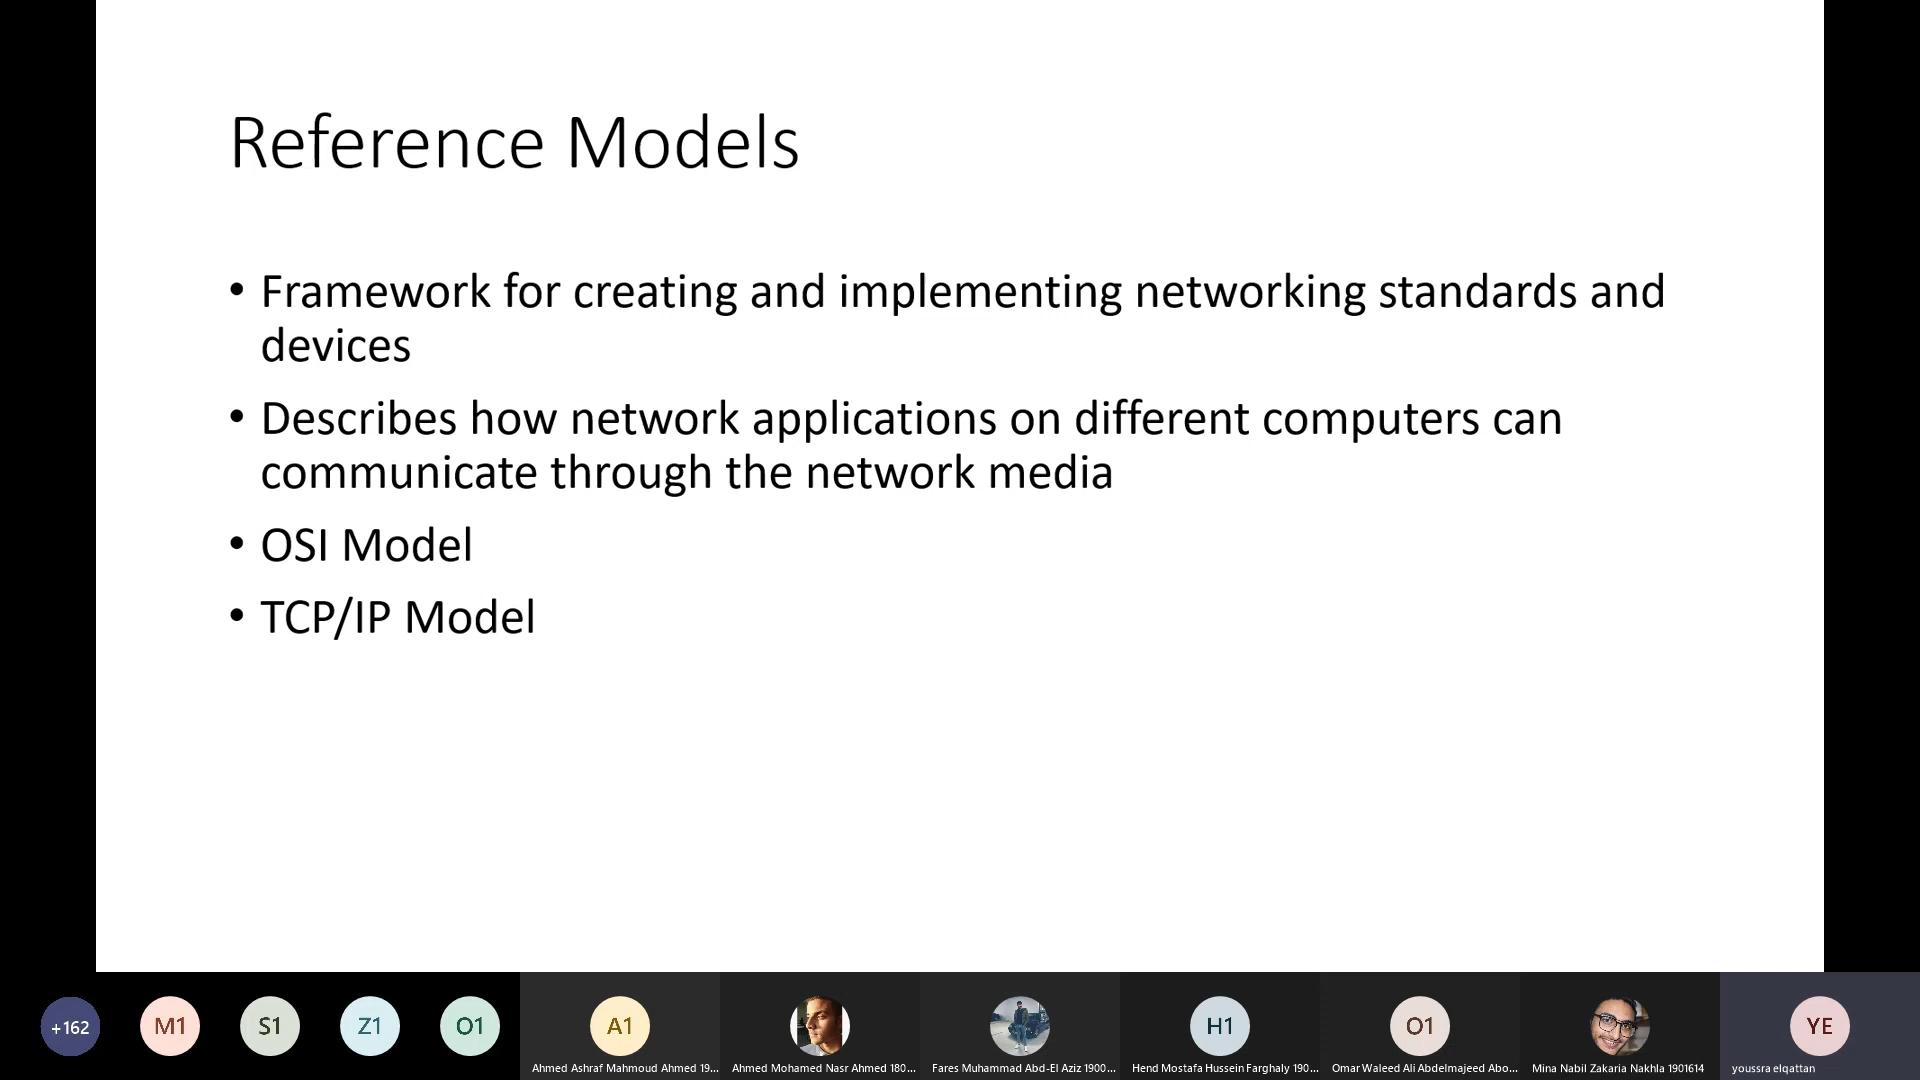 Reference Models
• Framework for creating and implementing networking standards and
devices
• Describes how network applications on different computers can
communicate through the network media
• OSI Model
• TCP/IP Model
+162
M1
S1
Z1
O1
A1
H1
O1
YE
Ahmed Ashraf Mahmoud Ahmed 19...
Ahmed Mohamed Nasr Ahmed 180...
Fares Muhammad Abd-El Aziz 1900...
Hend Mostafa Hussein Farghaly 190...
Omar Waleed Ali Abdelmajeed Abo...
Mina Nabil Zakaria Nakhla 1901614
youssra elqattan